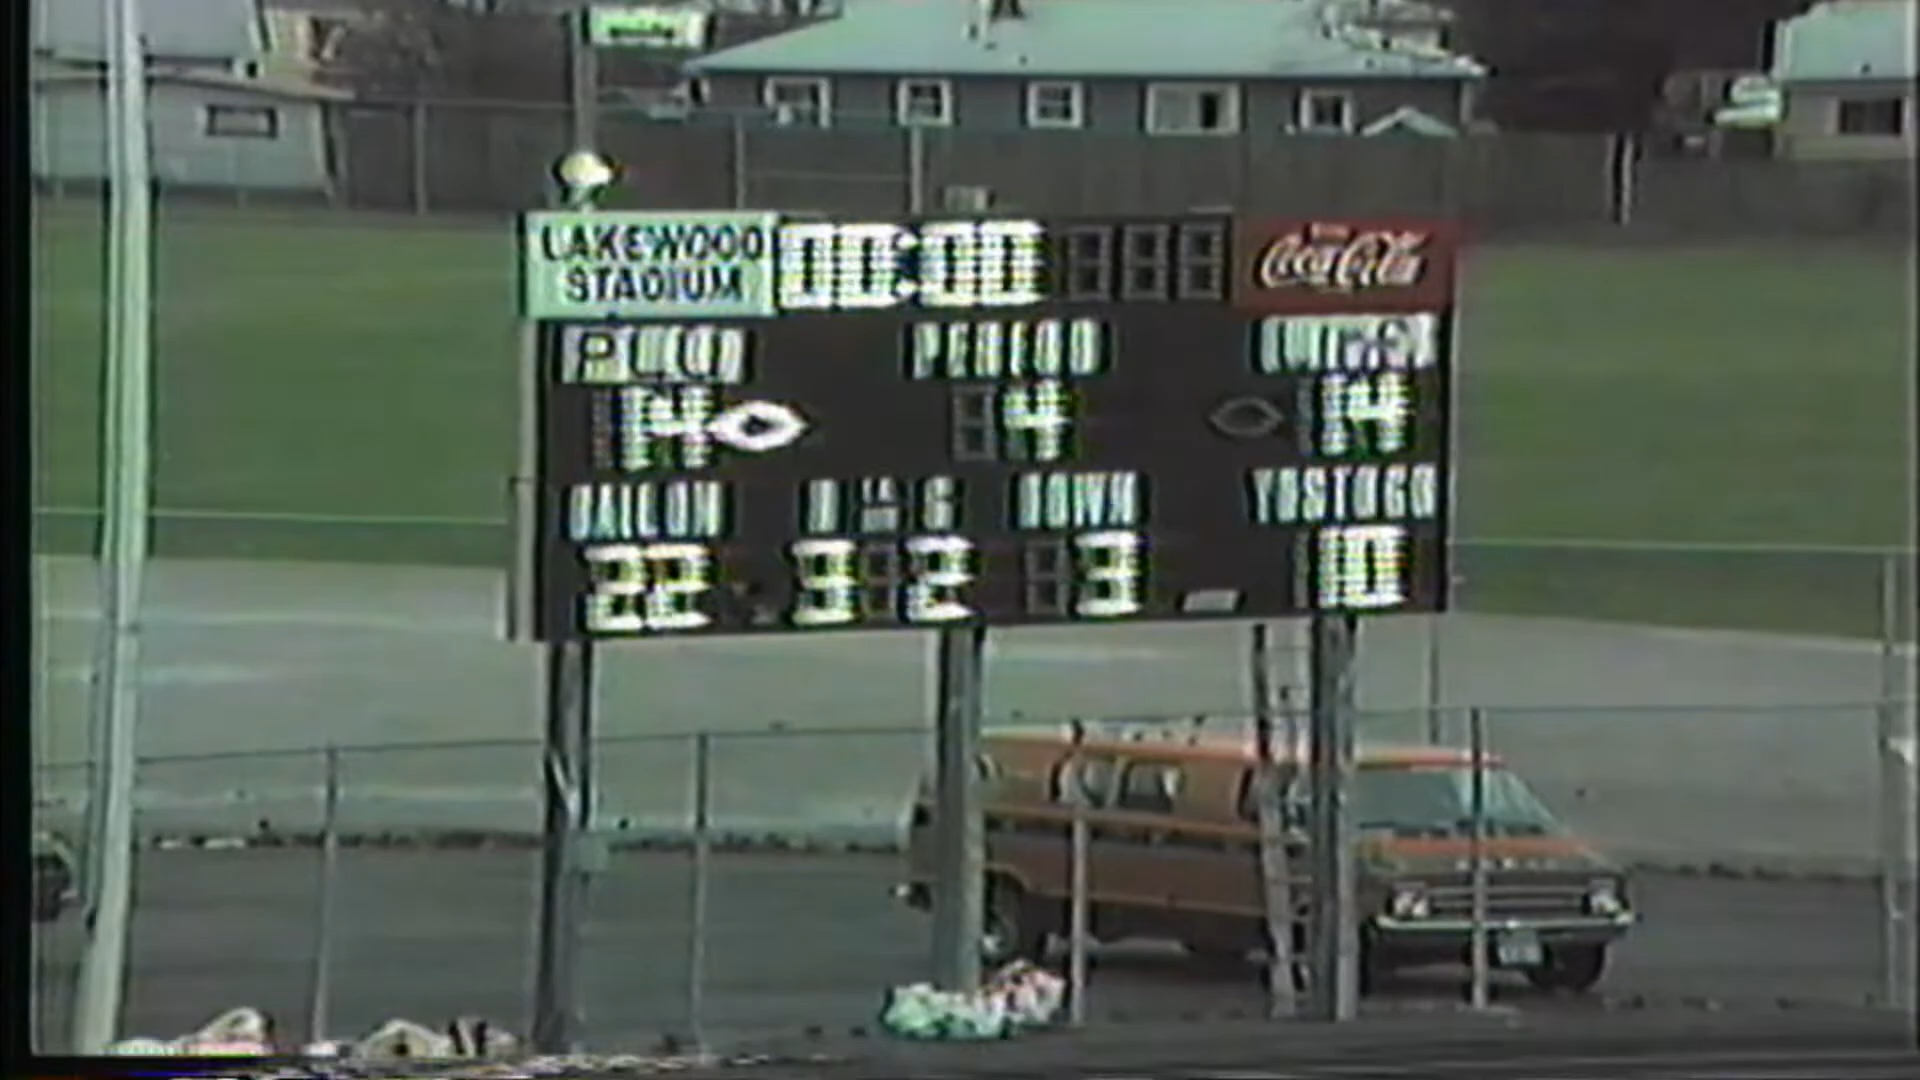 LAKEWOOD 00:00 Coca-Cola
STADIUM
PLU PERIOD
14 4 14
BALL ON DOWN YDS TO GO
22 3 10